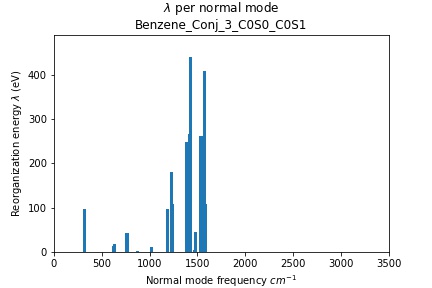 λ per normal mode
Benzene_Conj_3_C0S0_C0S1
Reorganization energy λ (eV)
400
300
200
100
0
0 500 1000 1500 2000 2500 3000 3500
Normal mode frequency cm⁻¹